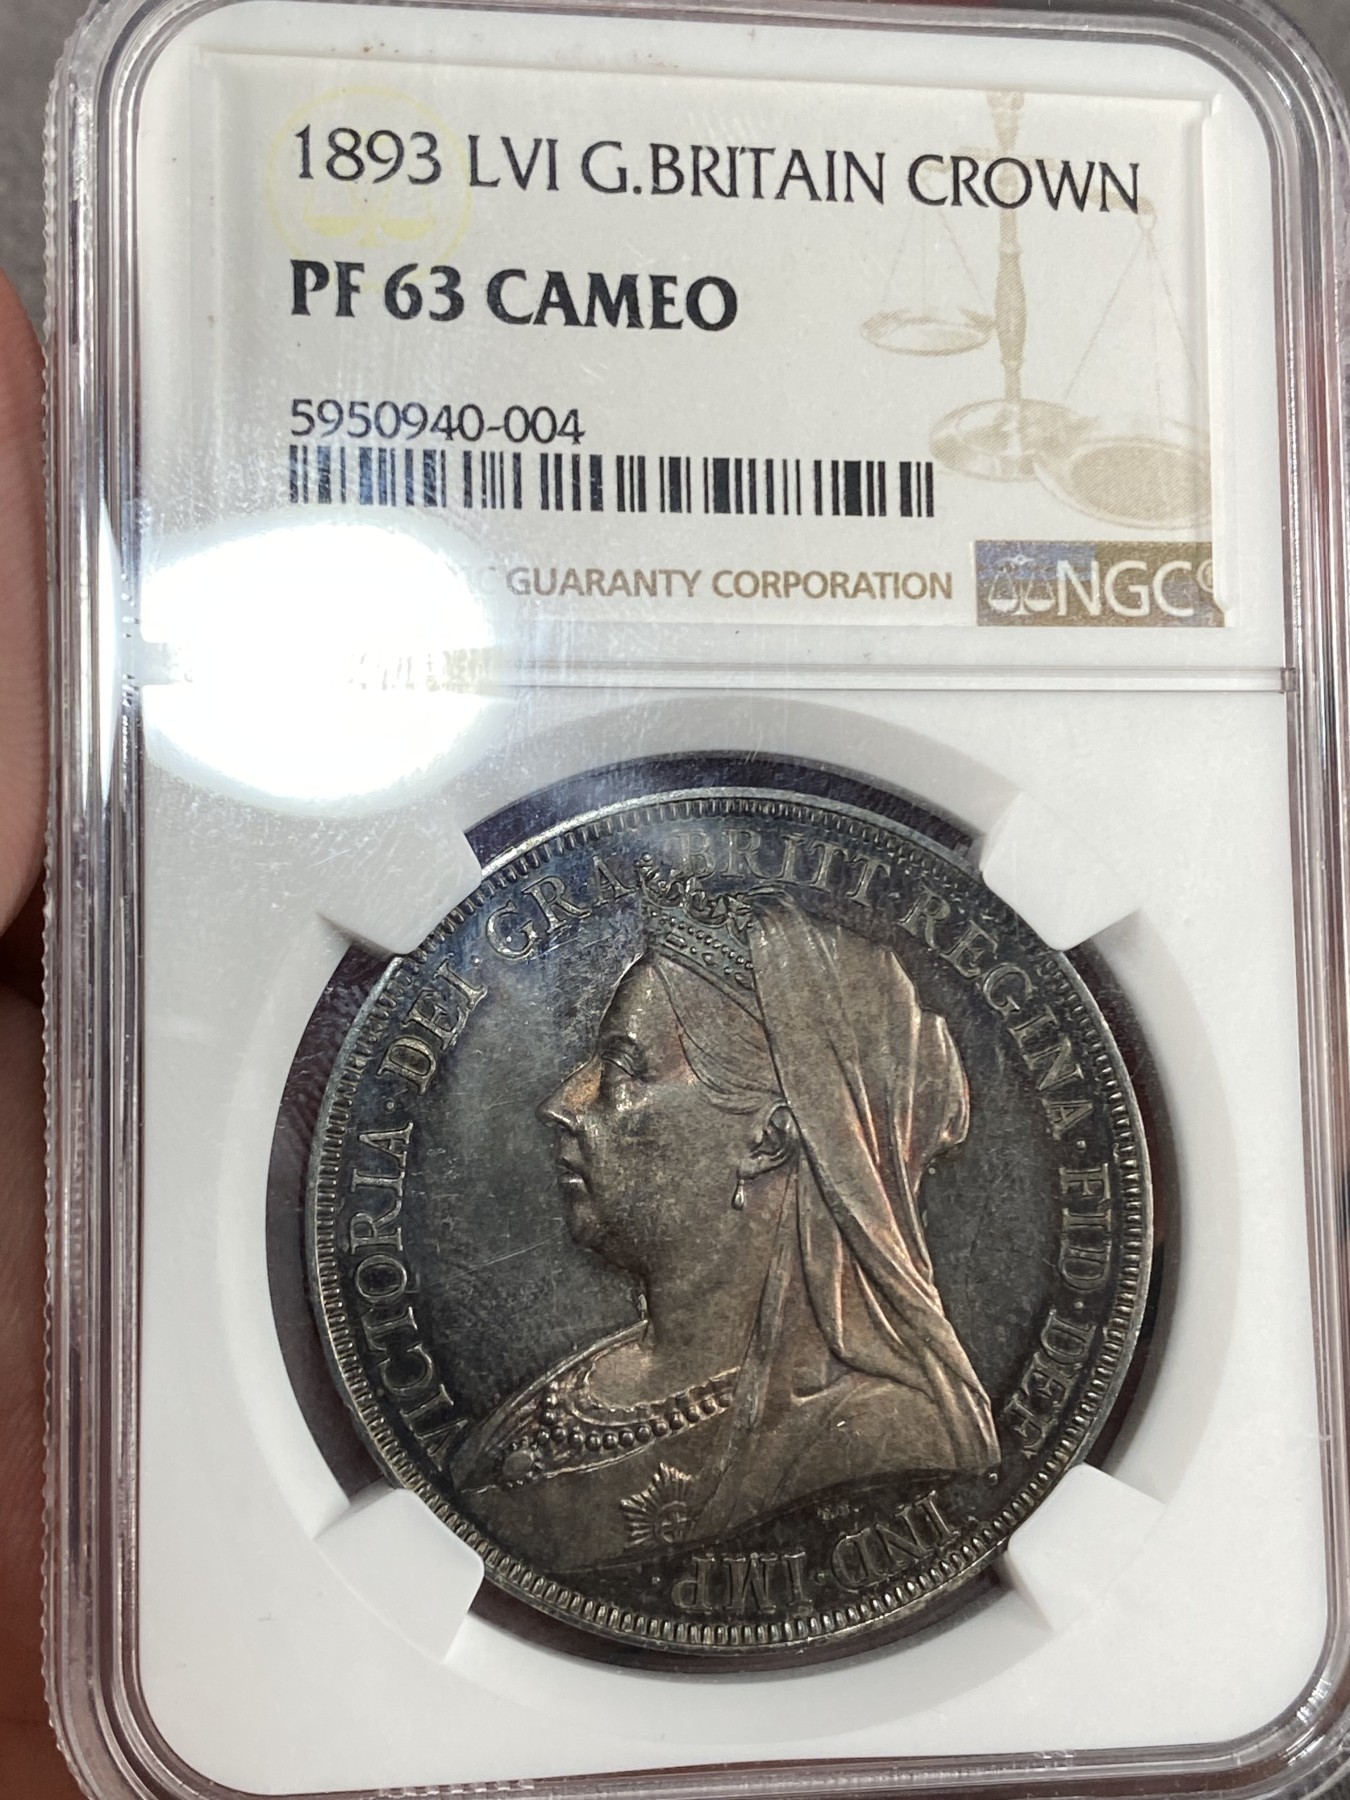 1893 LVI G.BRITAIN CROWN
PF 63 CAMEO
5950940-004
GUARANTY CORPORATION
NGC
VICTORIA·DEI·GRA·BRITT·REGINA·FID·DEF·
IND·IMP·